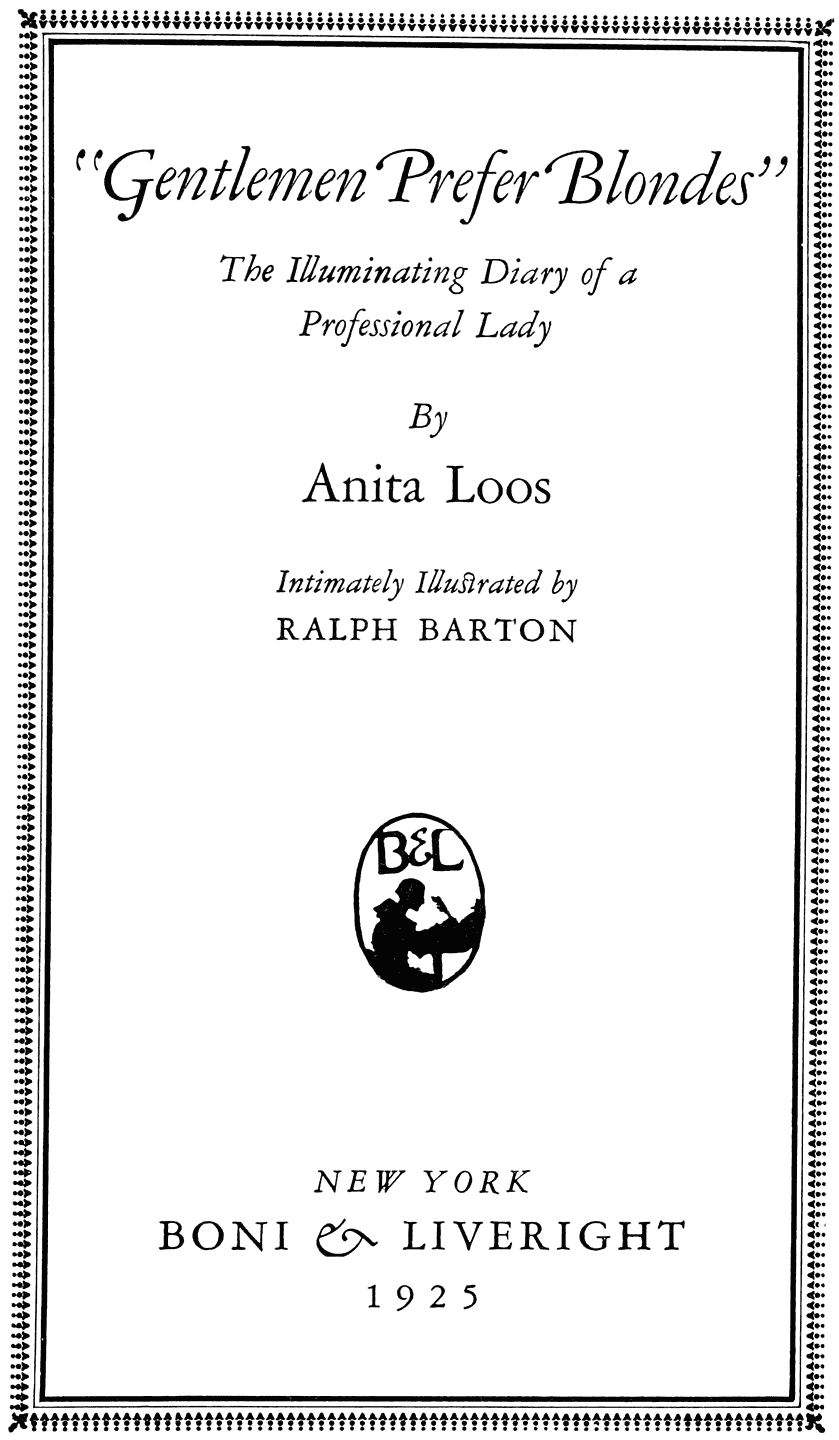 “Gentlemen Prefer Blondes”
The Illuminating Diary of a
Professional Lady
By
Anita Loos
Intimately Illustrated by
RALPH BARTON
B&L
NEW YORK
BONI & LIVERIGHT
1925